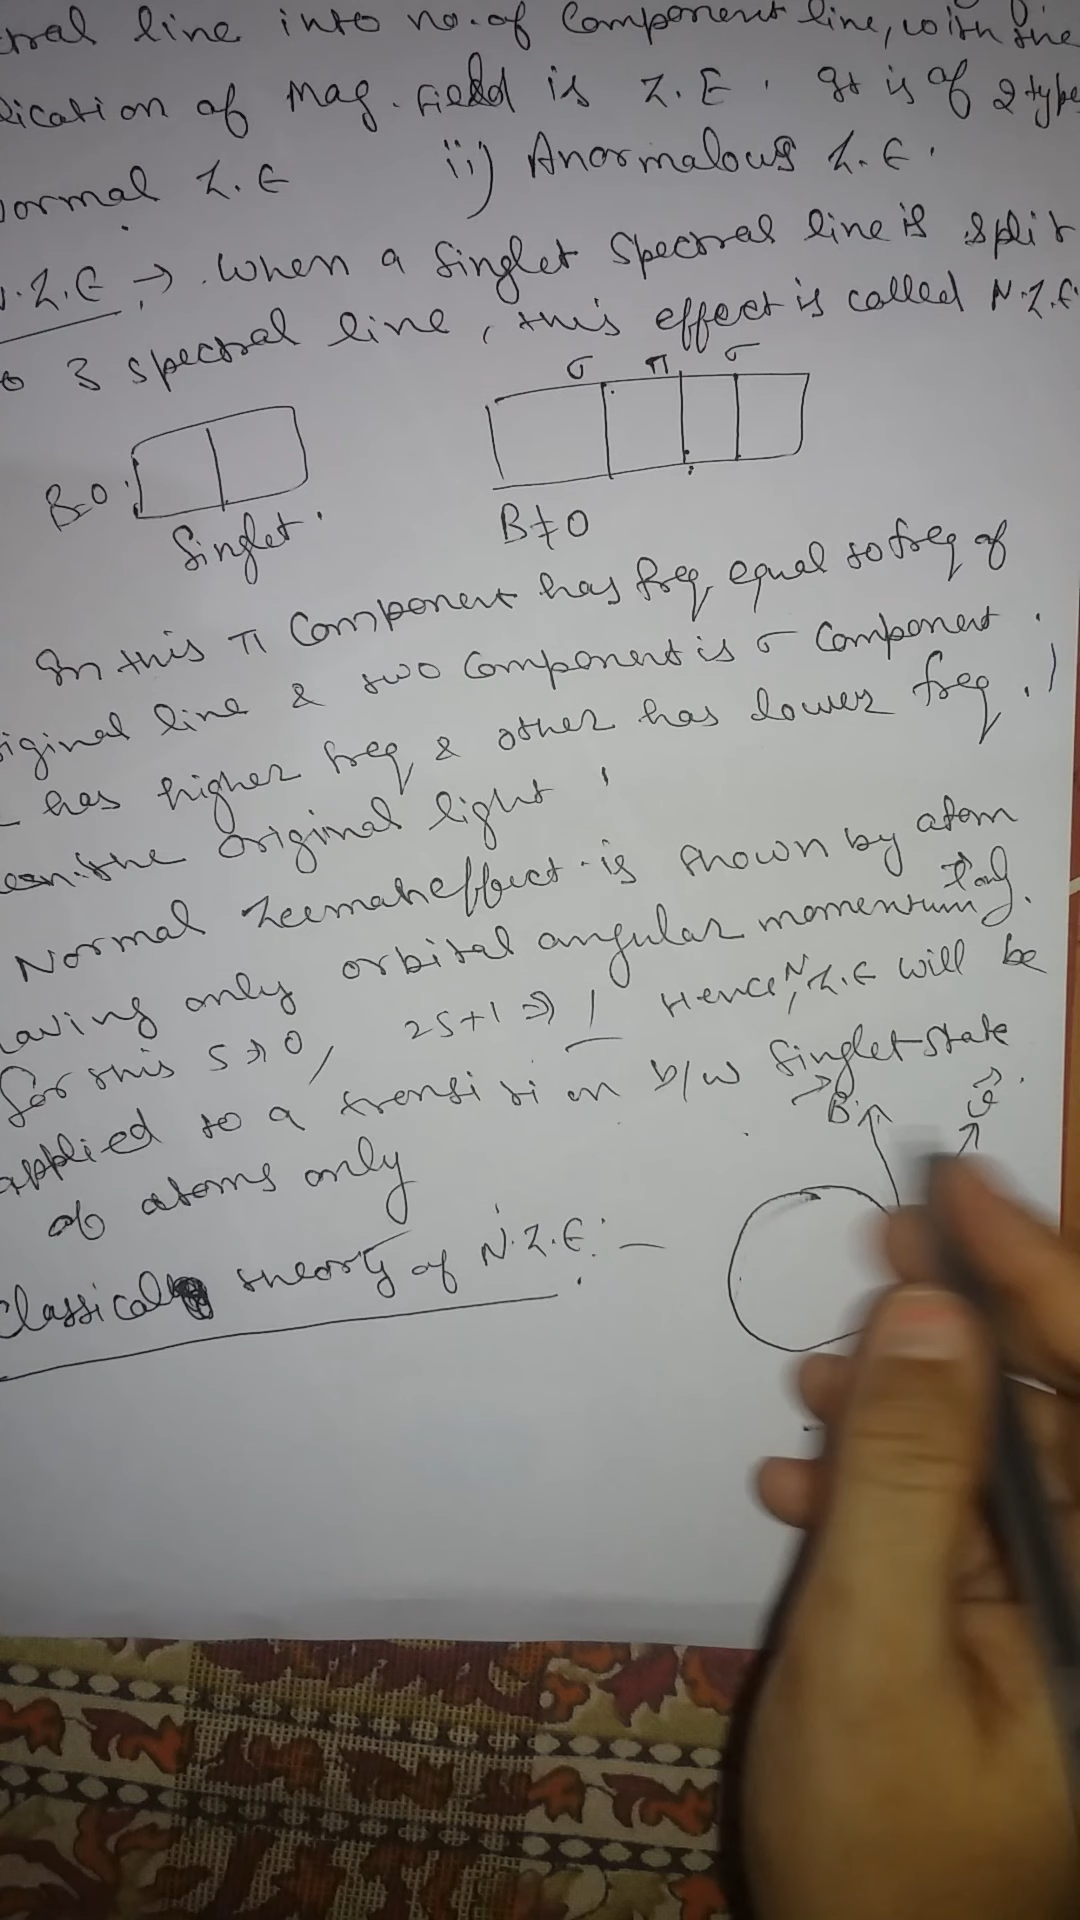 line into no. of Component line, with the
lication of Mag. field is Z.E. It is of 2 type
ormal Z.E ii) Anormalous Z.E.
.Z.E → When a Singlet Spectral line is split
o 3 spectral line, this effect is called N.Z.E.
σ π σ
B=0
Singlet.
B≠0
In this π Component has freq equal to freq of
iginal line & two component is σ Component.
has higher freq & other has lower freq.
the original light
Normal Zeeman effect is shown by atom
aving only orbital angular momentum
for this S⇒0, 2S+1 ⇒ 1 Hence, N.Z.E will be
applied to a transition b/w Singlet state
of atoms only
B
Classical theory of N.Z.E:-